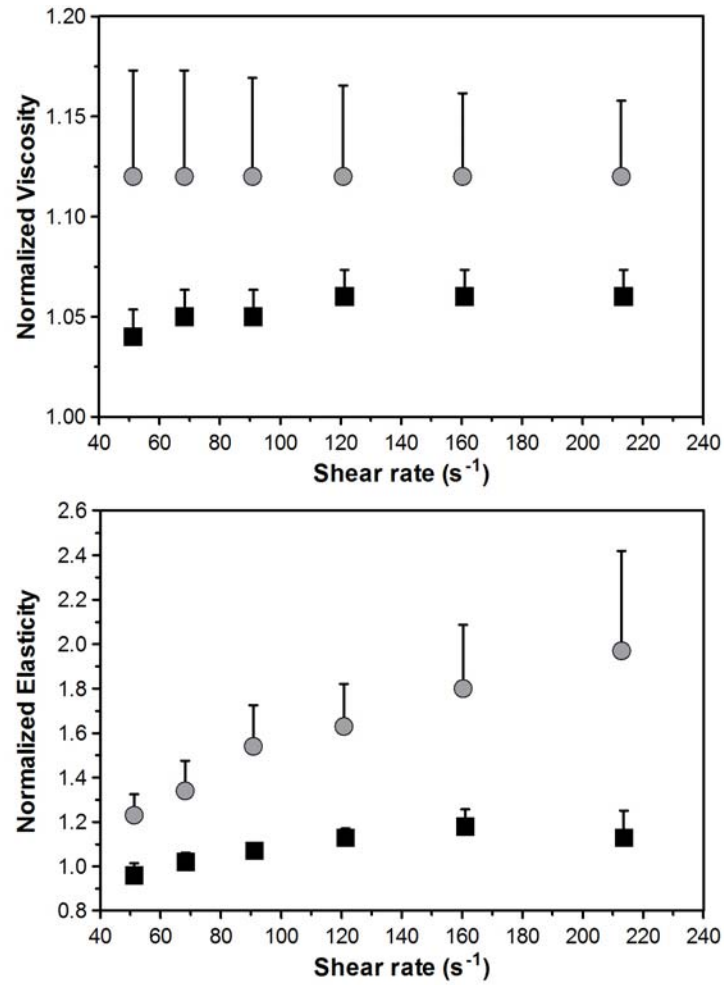 1.20
1.15
1.10
1.05
1.00
Normalized Viscosity
40 60 80 100 120 140 160 180 200 220 240
Shear rate (s⁻¹)
2.6
2.4
2.2
2.0
1.8
1.6
1.4
1.2
1.0
0.8
Normalized Elasticity
40 60 80 100 120 140 160 180 200 220 240
Shear rate (s⁻¹)